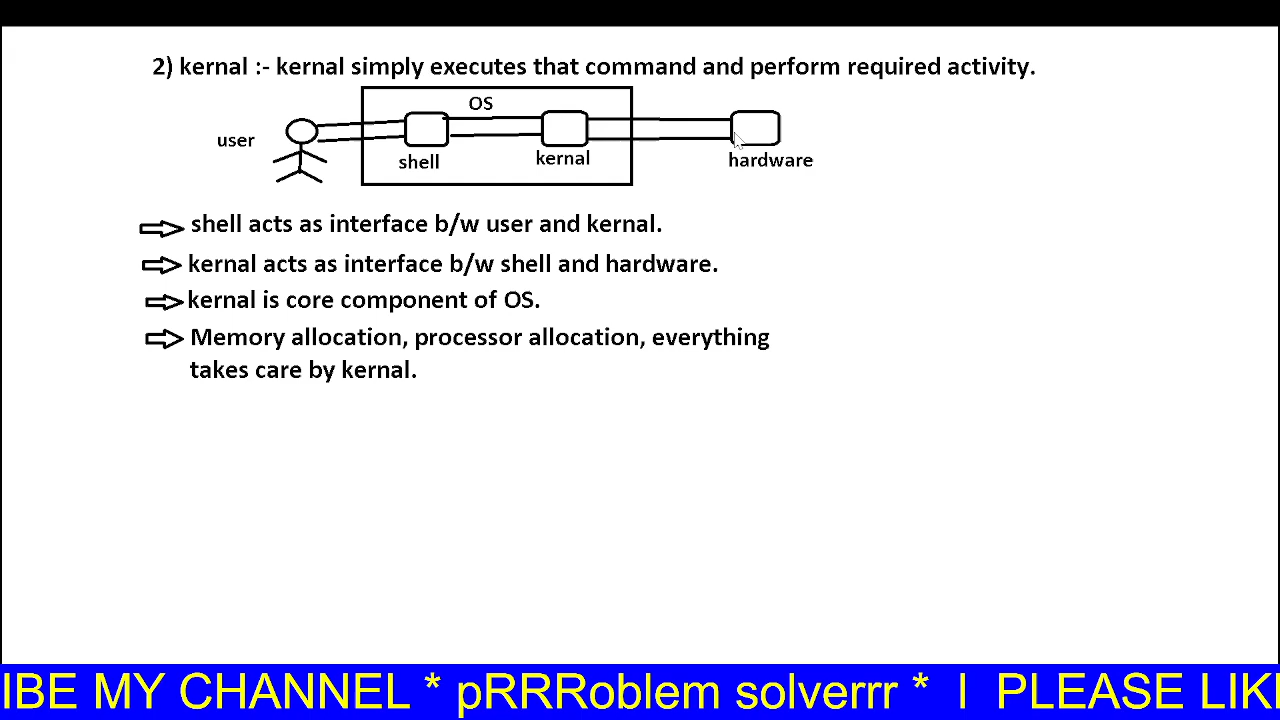 2) kernal :- kernal simply executes that command and perform required activity.
OS
user
shell
kernal
hardware
shell acts as interface b/w user and kernal.
kernal acts as interface b/w shell and hardware.
kernal is core component of OS.
Memory allocation, processor allocation, everything
takes care by kernal.
IBE MY CHANNEL * pRRRoblem solverrr * I PLEASE LIK